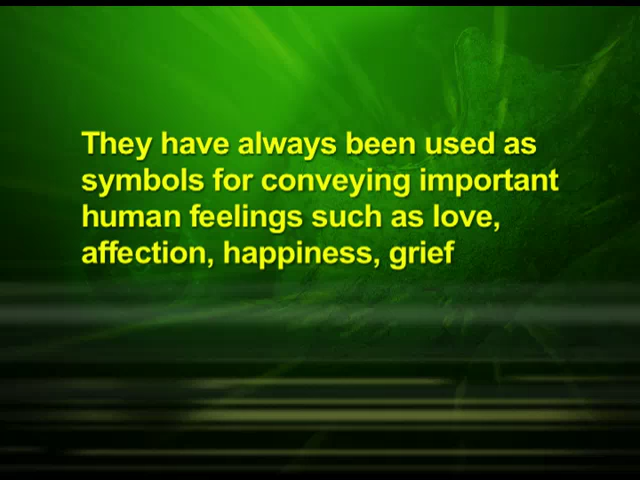 They have always been used as
symbols for conveying important
human feelings such as love,
affection, happiness, grief